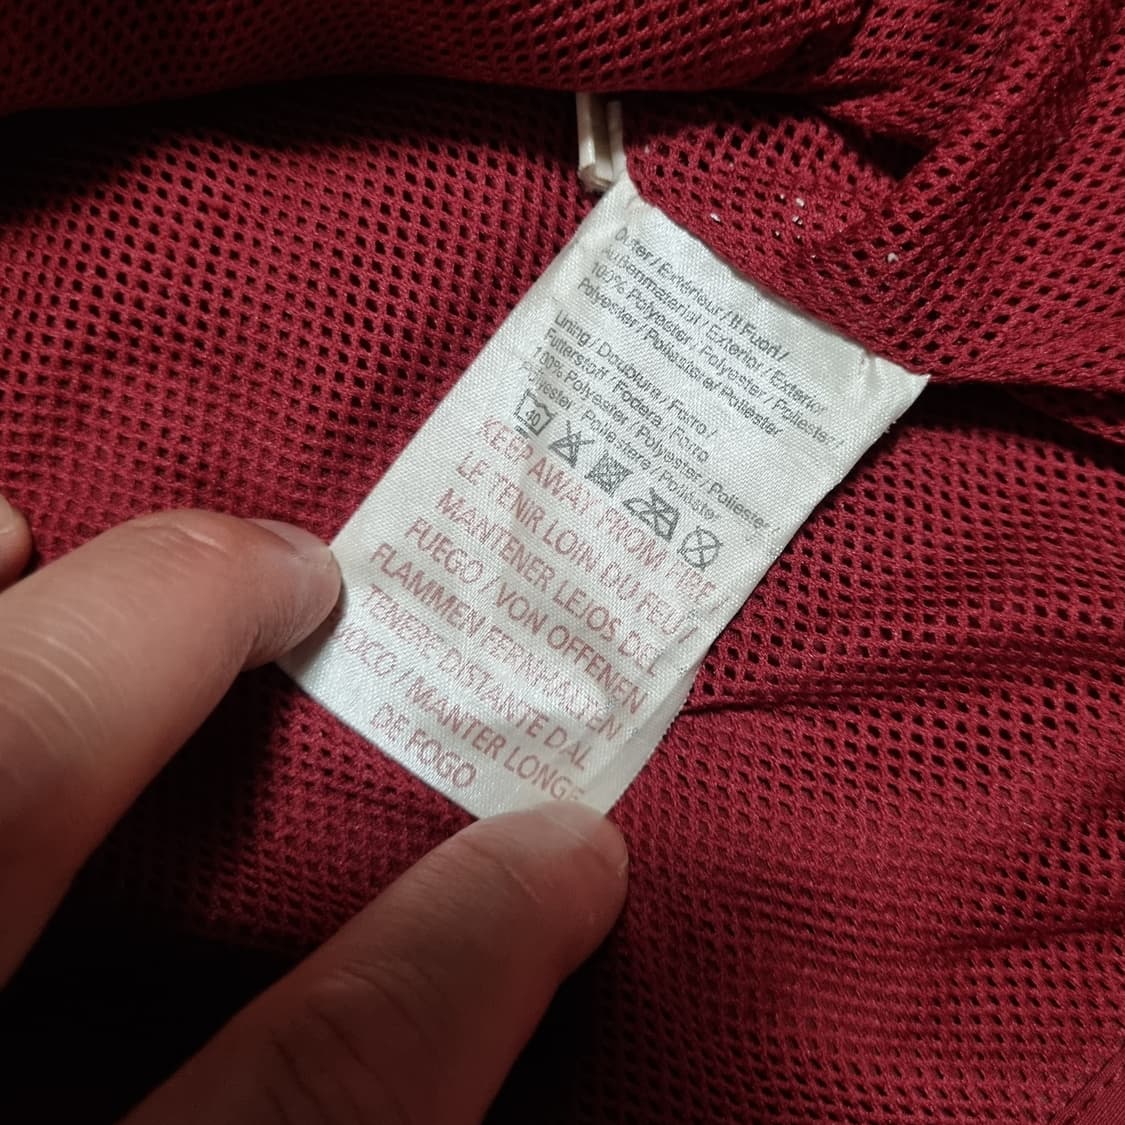 Outer / Extérieur / Il Fuori /
Außenmaterial / Exterior / Exterior
100% Polyester / Polyester / Poliester /
Polyester / Poliestere / Poliéster
Lining / Doublure / Forro /
Futterstoff / Fodera / Forro
100% Polyester / Polyester / Poliester /
Polyester / Poliestere / Poliéster
40
KEEP AWAY FROM FIRE /
LE TENIR LOIN DU FEU /
MANTENER LEJOS DEL
FUEGO / VON OFFENEN
FLAMMEN FERNHALTEN
TENERE DISTANTE DAL
/ MANTER LONGE
DE FOGO